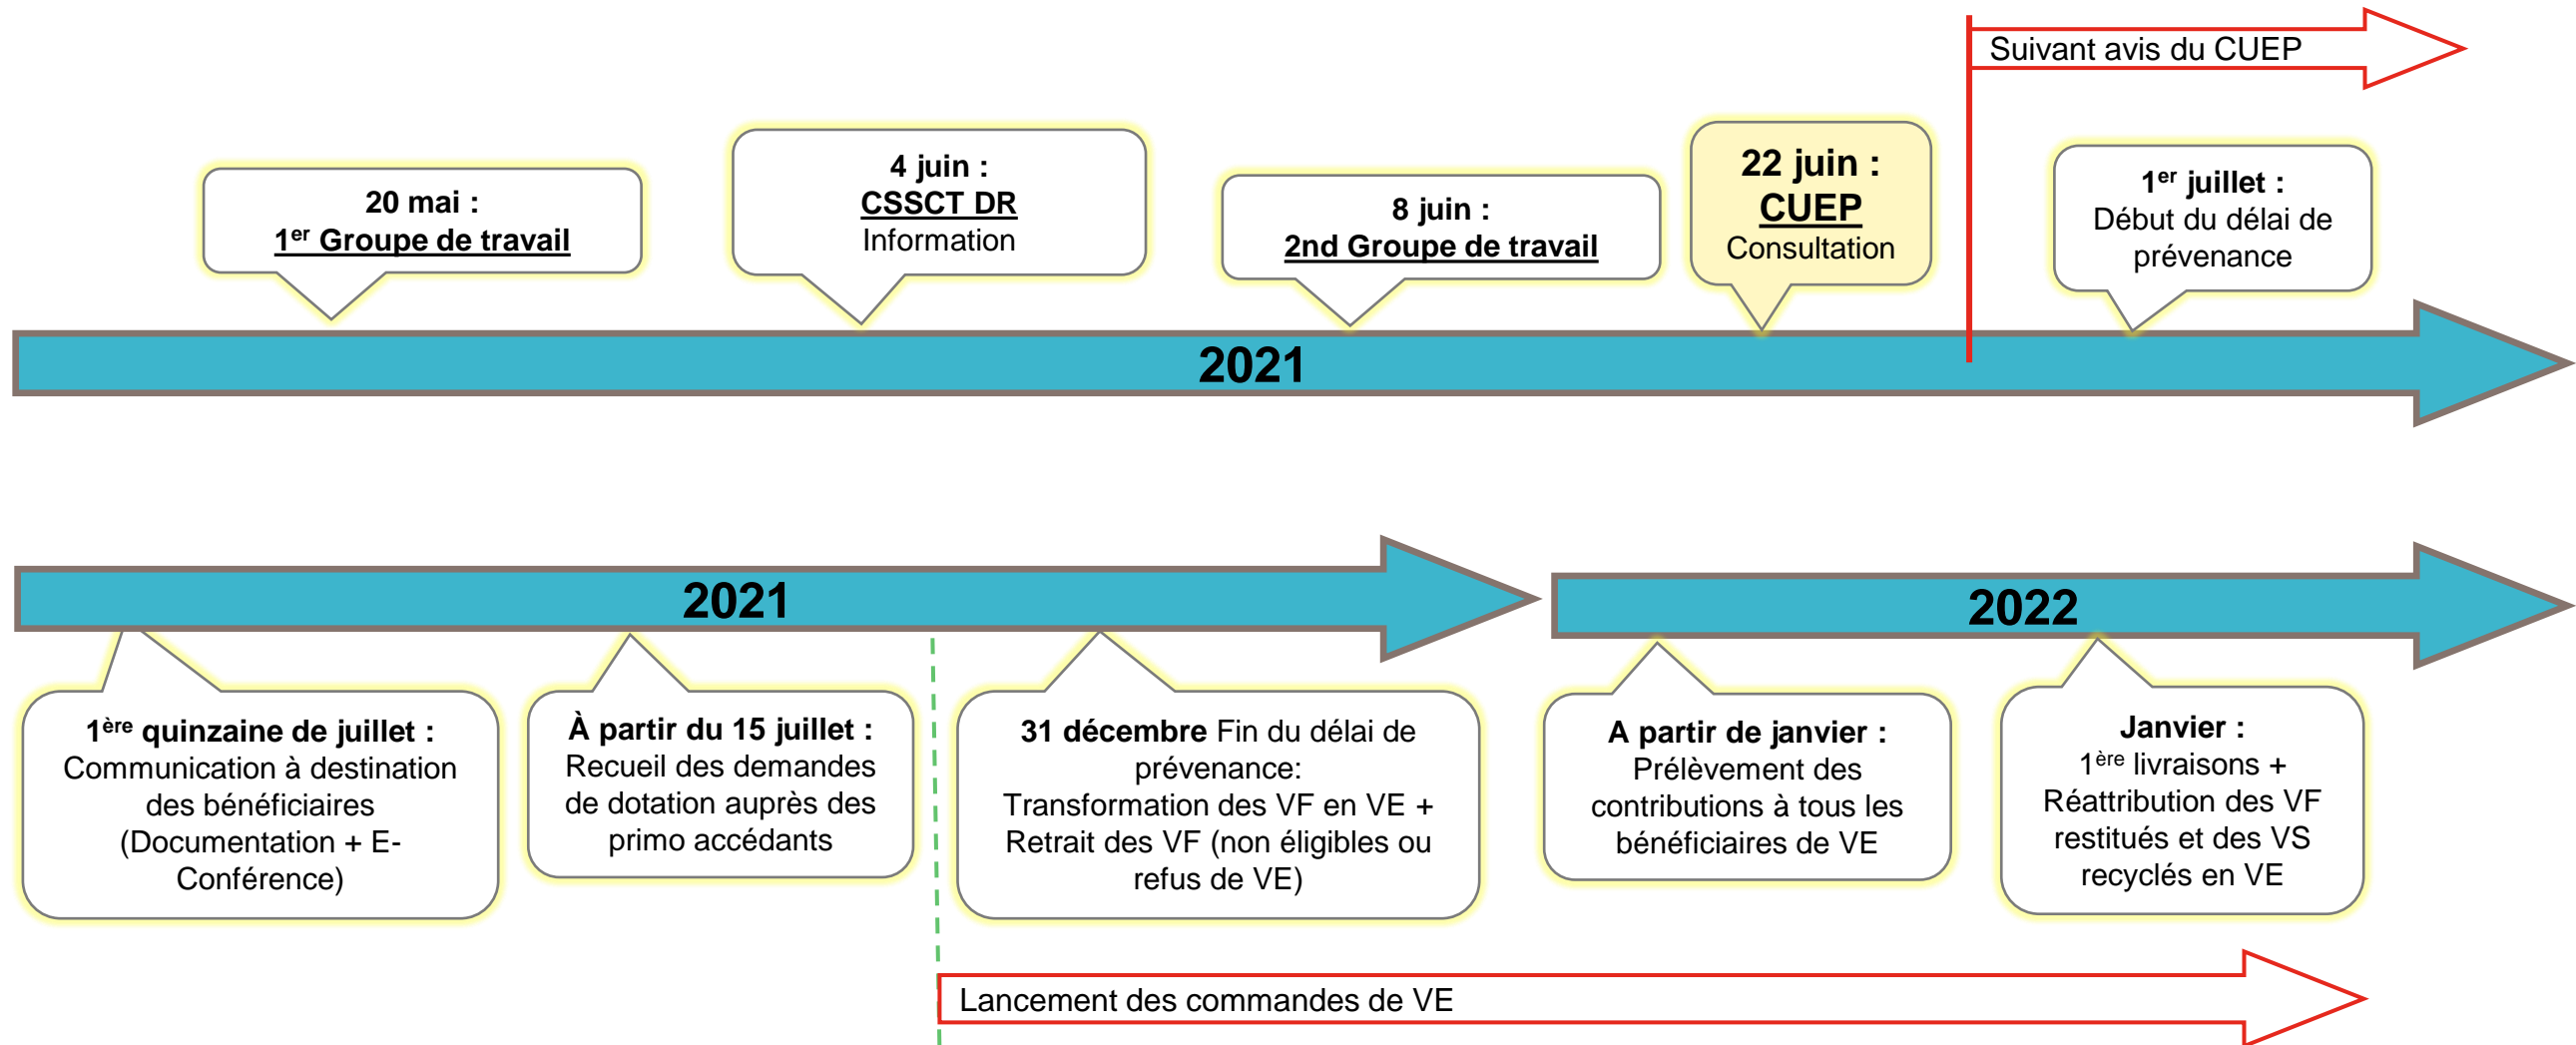 Suivant avis du CUEP
20 mai :
1er Groupe de travail
4 juin :
CSSCT DR
Information
8 juin :
2nd Groupe de travail
22 juin :
CUEP
Consultation
1er juillet :
Début du délai de
prévenance
2021
2021
2022
1ère quinzaine de juillet :
Communication à destination
des bénéficiaires
(Documentation + E-
Conférence)
À partir du 15 juillet :
Recueil des demandes
de dotation auprès des
primo accédants
31 décembre Fin du délai de
prévenance:
Transformation des VF en VE +
Retrait des VF (non éligibles ou
refus de VE)
A partir de janvier :
Prélèvement des
contributions à tous les
bénéficiaires de VE
Janvier :
1ère livraisons +
Réattribution des VF
restitués et des VS
recyclés en VE
Lancement des commandes de VE